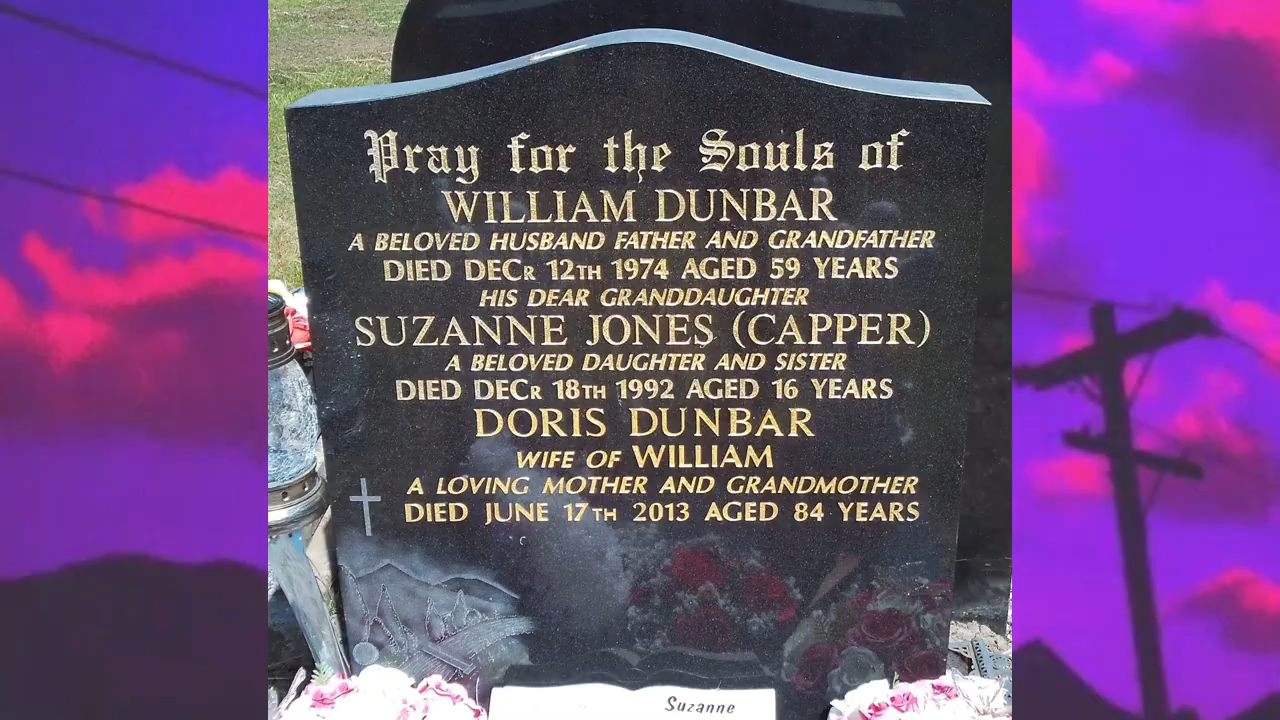 Pray for the Souls of
WILLIAM DUNBAR
A BELOVED HUSBAND FATHER AND GRANDFATHER
DIED DECR 12TH 1974 AGED 59 YEARS
HIS DEAR GRANDDAUGHTER
SUZANNE JONES (CAPPER)
A BELOVED DAUGHTER AND SISTER
DIED DECR 18TH 1992 AGED 16 YEARS
DORIS DUNBAR
WIFE OF WILLIAM
A LOVING MOTHER AND GRANDMOTHER
DIED JUNE 17TH 2013 AGED 84 YEARS
Suzanne